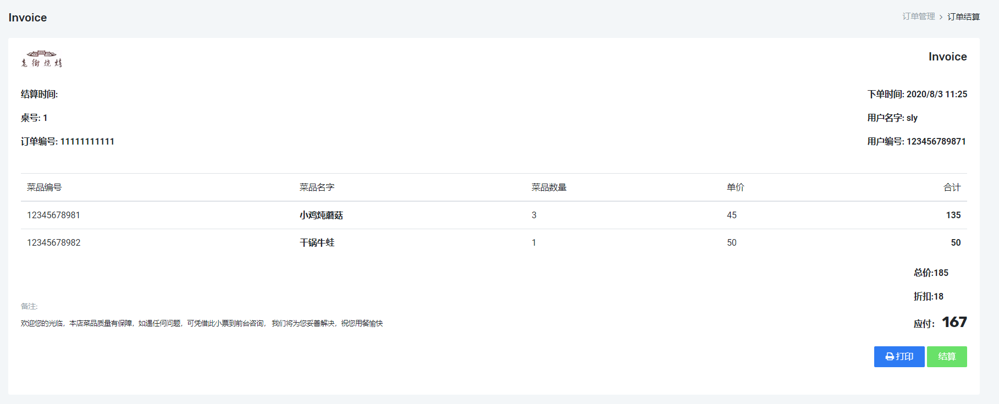 Invoice
订单管理 > 订单结算
老街烧烤
Invoice
结算时间:
下单时间: 2020/8/3 11:25
桌号: 1
用户名字: sly
订单编号: 11111111111
用户编号: 123456789871
菜品编号 菜品名字 菜品数量 单价 合计
12345678981 小鸡炖蘑菇 3 45 135
12345678982 干锅牛蛙 1 50 50
总价:185
折扣:18
备注:
欢迎您的光临，本店菜品质量有保障，如遇任何问题，可凭借此小票到前台咨询， 我们将为您妥善解决，祝您用餐愉快
应付： 167
打印 结算